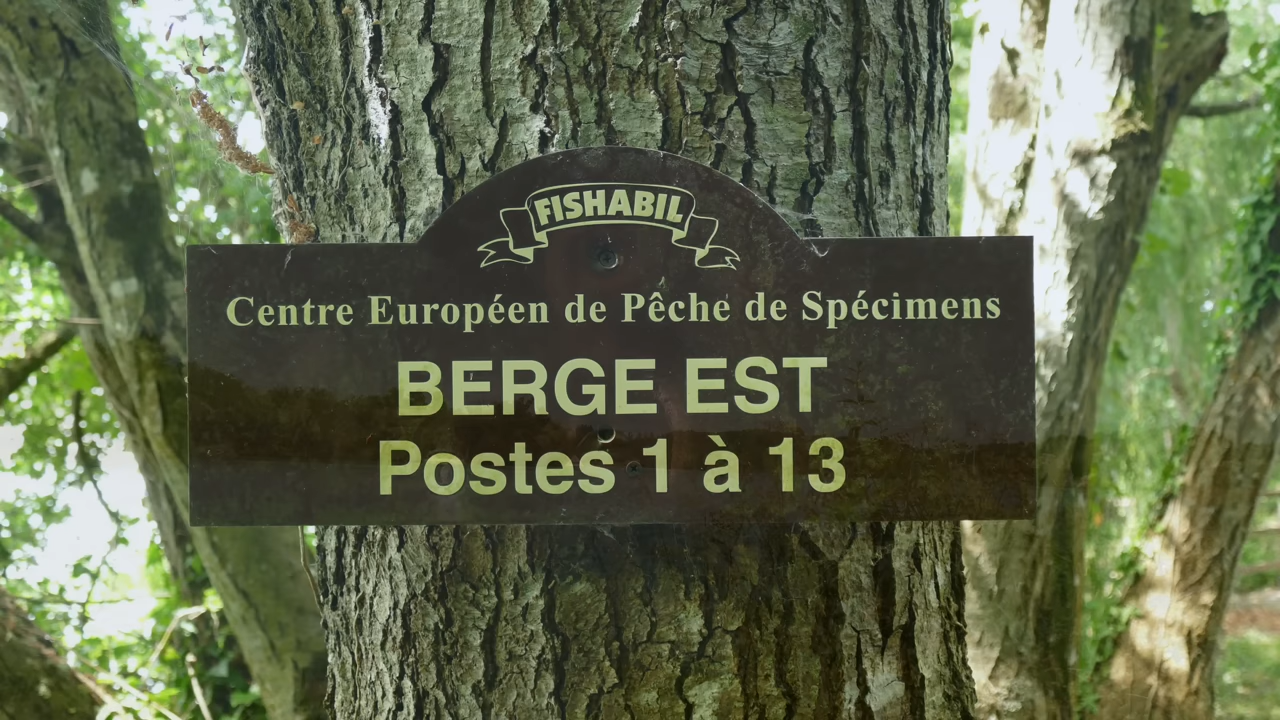 FISHABIL
Centre Européen de Pêche de Spécimens
BERGE EST
Postes 1 à 13